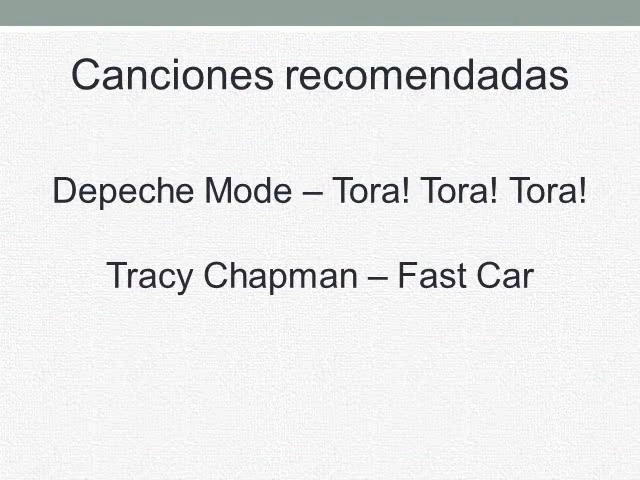 Canciones recomendadas
Depeche Mode – Tora! Tora! Tora!
Tracy Chapman – Fast Car